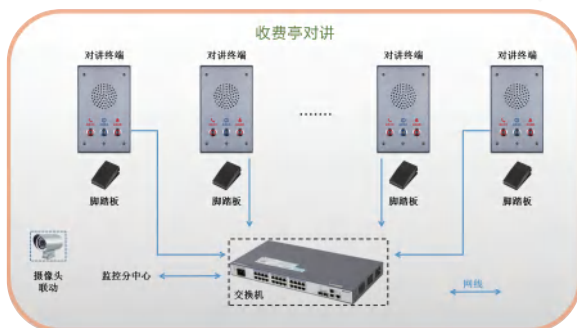 收费亭对讲
对讲终端 对讲终端 对讲终端 对讲终端
.......
脚踏板 脚踏板 脚踏板 脚踏板
摄像头
联动
监控分中心
交换机
网线